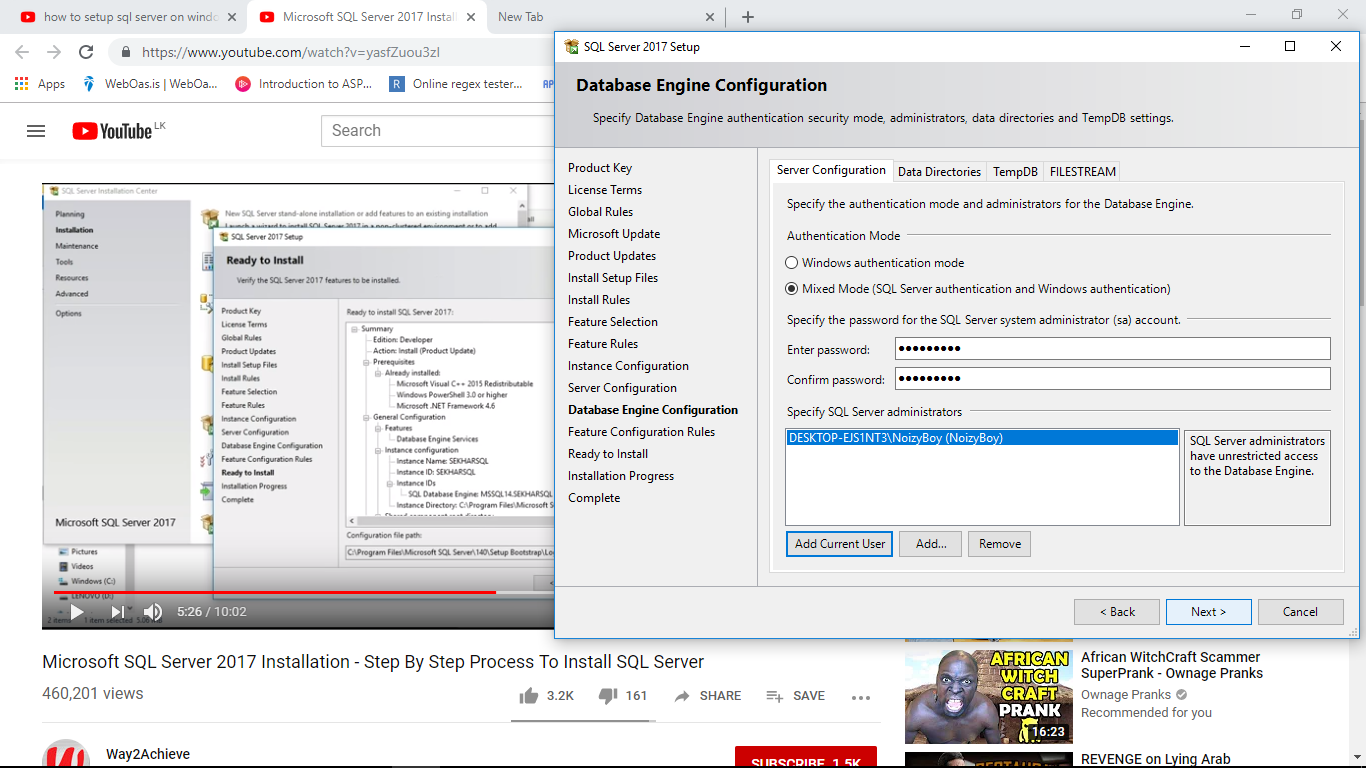 how to setup sql server on windo
Microsoft SQL Server 2017 Instal
New Tab
https://www.youtube.com/watch?v=yasfZuou3zI
Apps
WebOas.is | WebOa...
Introduction to ASP...
R
Online regex tester...
YouTube LK
Search
SQL Server Installation Center
Planning
Installation
Maintenance
Tools
Resources
Advanced
Options
Microsoft SQL Server 2017
New SQL Server stand-alone installation or add features to an existing installation
Launch a wizard to install SQL Server 2017 in a non-clustered environment or to add
SQL Server 2017 Setup
Ready to Install
Verify the SQL Server 2017 features to be installed.
Product Key
License Terms
Global Rules
Product Updates
Install Setup Files
Install Rules
Feature Selection
Feature Rules
Instance Configuration
Server Configuration
Database Engine Configuration
Feature Configuration Rules
Ready to Install
Installation Progress
Complete
Ready to install SQL Server 2017:
Summary
Edition: Developer
Action: Install (Product Update)
Prerequisites
Already installed:
Microsoft Visual C++ 2015 Redistributable
Windows PowerShell 3.0 or higher
Microsoft .NET Framework 4.6
General Configuration
Features
Database Engine Services
Instance configuration
Instance Name: SEKHARSQL
Instance ID: SEKHARSQL
Instance IDs
SQL Database Engine: MSSQL14.SEKHARSQL
Instance Directory: C:\Program Files\Microsoft S
Shared component root directory
Configuration file path:
C:\Program Files\Microsoft SQL Server\140\Setup Bootstrap\Lo
Pictures
Videos
Windows (C:)
LENOVO (D:)
2 items
1 item selected
5:26 / 10:02
Microsoft SQL Server 2017 Installation - Step By Step Process To Install SQL Server
460,201 views
3.2K
161
SHARE
SAVE
Way2Achieve
SUBSCRIBE 1.5K
SQL Server 2017 Setup
Database Engine Configuration
Specify Database Engine authentication security mode, administrators, data directories and TempDB settings.
Product Key
License Terms
Global Rules
Microsoft Update
Product Updates
Install Setup Files
Install Rules
Feature Selection
Feature Rules
Instance Configuration
Server Configuration
Database Engine Configuration
Feature Configuration Rules
Ready to Install
Installation Progress
Complete
Server Configuration
Data Directories
TempDB
FILESTREAM
Specify the authentication mode and administrators for the Database Engine.
Authentication Mode
Windows authentication mode
Mixed Mode (SQL Server authentication and Windows authentication)
Specify the password for the SQL Server system administrator (sa) account.
Enter password: ●●●●●●●●●
Confirm password: ●●●●●●●●●
Specify SQL Server administrators
DESKTOP-EJS1NT3\NoizyBoy (NoizyBoy)
SQL Server administrators
have unrestricted access
to the Database Engine.
Add Current User
Add...
Remove
< Back
Next >
Cancel
AFRICAN
WITCH
CRAFT
PRANK
16:23
African WitchCraft Scammer
SuperPrank - Ownage Pranks
Ownage Pranks
Recommended for you
REVENGE on Lying Arab